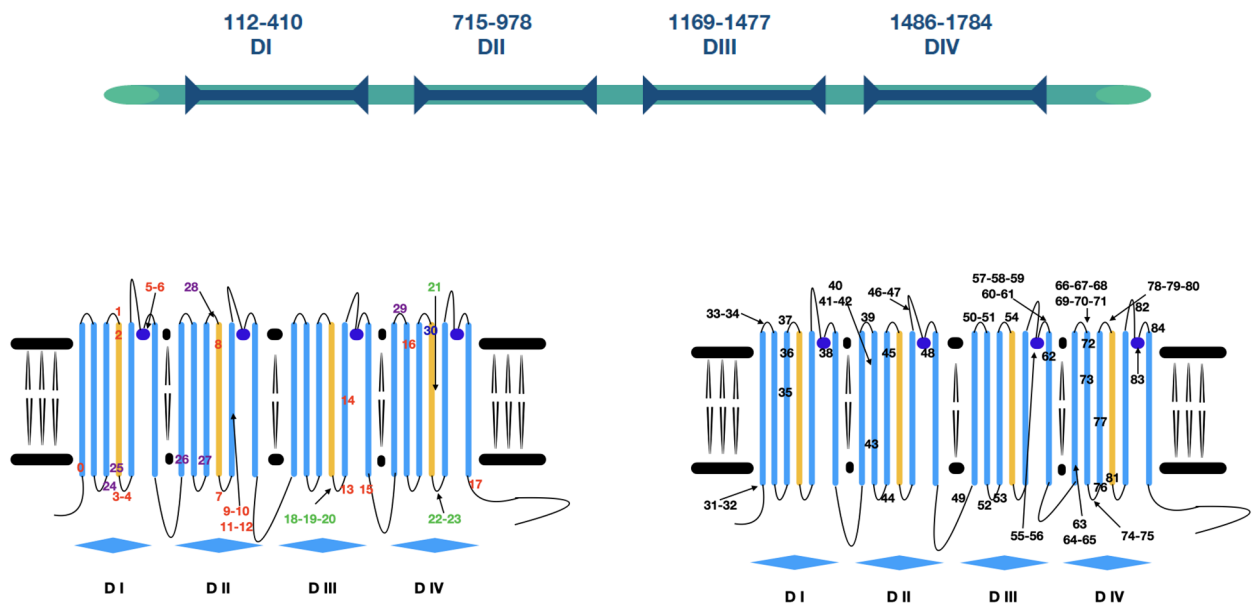 112-410 715-978 1169-1477 1486-1784
DI DII DIII DIV
5-6 28 21
1 29
2 8 16 30
14
0 25 26 27
24
3-4 7 13 15 17
9-10
11-12
18-19-20 22-23
D I D II D III D IV
57-58-59 66-67-68 78-79-80
40 46-47 60-61 69-70-71 82
41-42
33-34 37 39 50-51 54 84
36 38 45 48 62 72
35 73 83
43 77
81
31-32 44 49 52 53 76
63
55-56 64-65 74-75
D I D II D III D IV